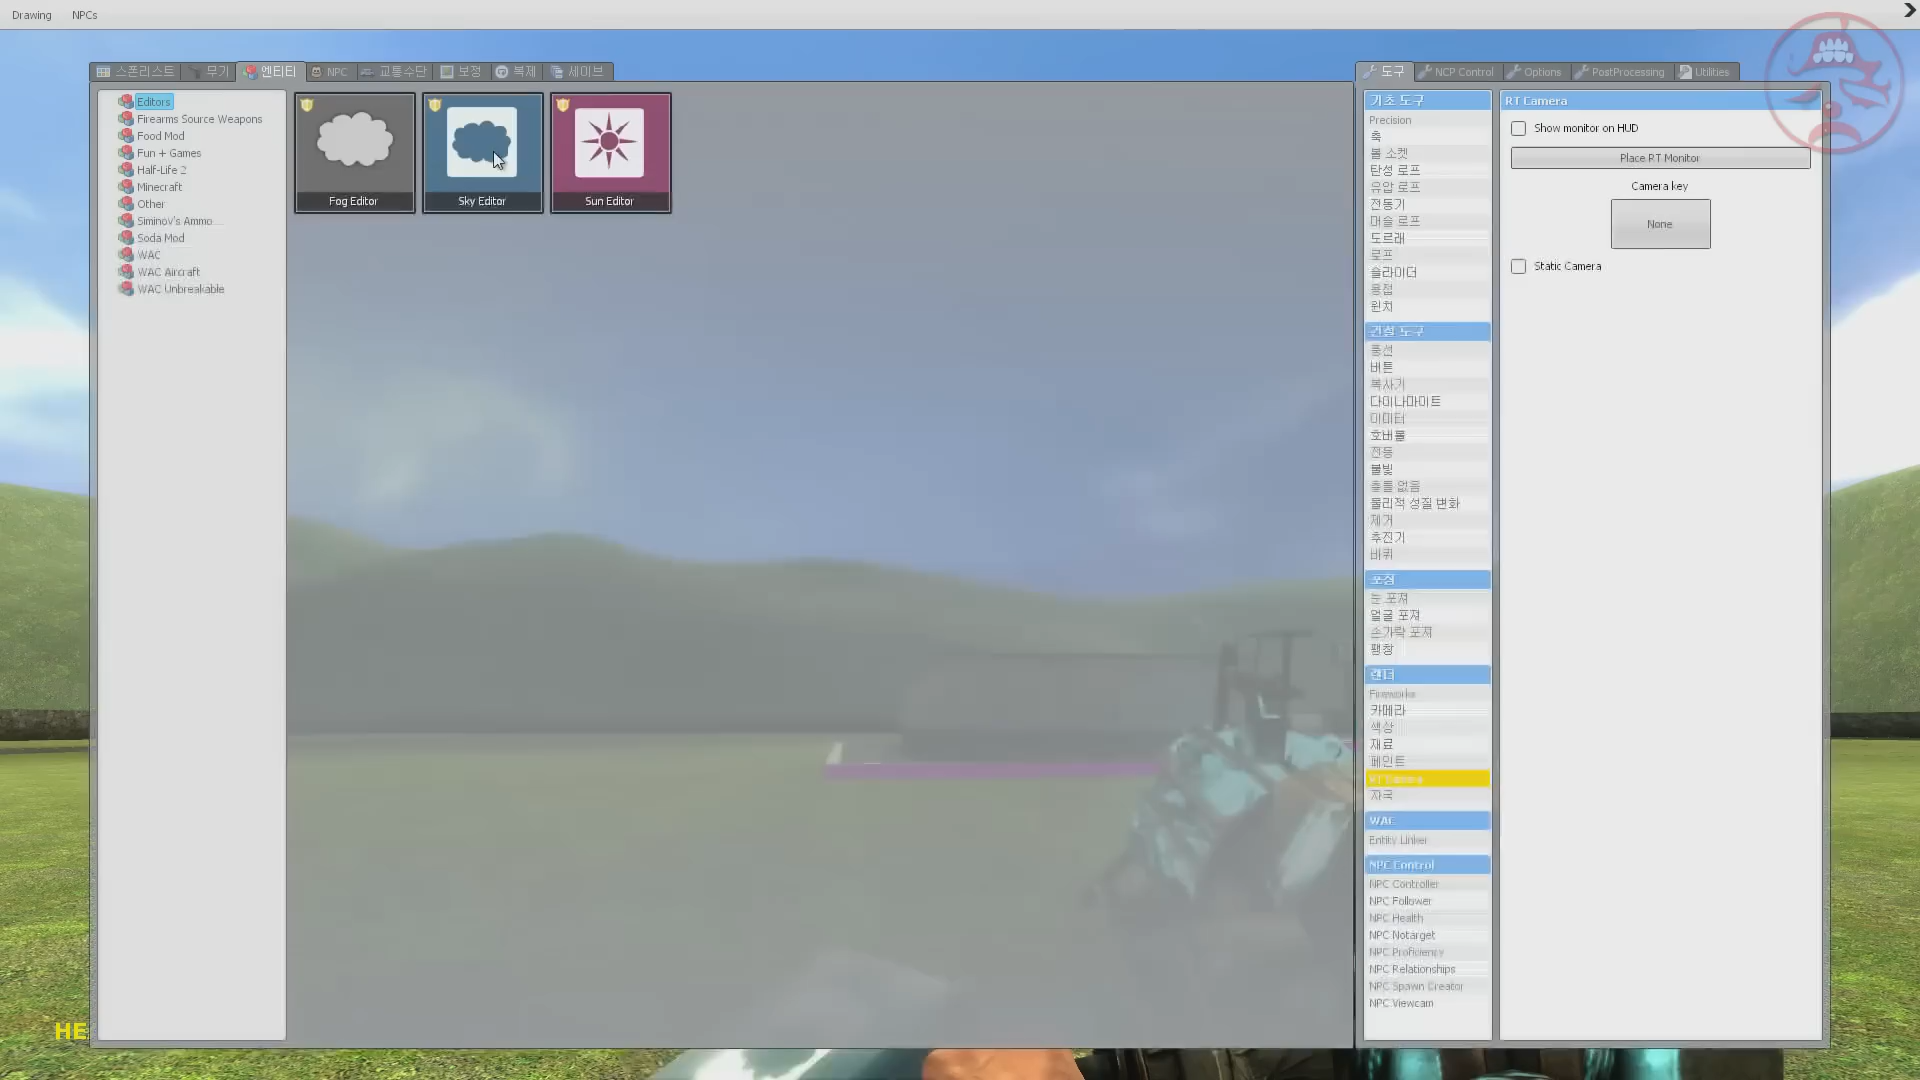 Drawing NPCs
스폰리스트 무기 엔티티 NPC 교통수단 보정 복제 세이브
도구 NCP Control Options PostProcessing Utilities
Editors
Firearms Source Weapons
Food Mod
Fun + Games
Half-Life 2
Minecraft
Other
Siminov's Ammo
Soda Mod
WAC
WAC Aircraft
WAC Unbreakable
Fog Editor
Sky Editor
Sun Editor
기초 도구
Precision
축
볼 소켓
탄성 로프
유압 로프
전동기
머슬 로프
도르래
로프
슬라이더
용접
윈치
건설 도구
풍선
버튼
복사기
다이나마이트
이미터
호버볼
전등
불빛
충돌 없음
물리적 성질 변화
제거
추진기
바퀴
포징
눈 포져
얼굴 포져
손가락 포져
팽창
랜더
Fireworks
카메라
색상
재료
페인트
RT Camera
자국
WAC
Entity Linker
NPC Control
NPC Controller
NPC Follower
NPC Health
NPC Notarget
NPC Proficiency
NPC Relationships
NPC Spawn Creator
NPC Viewcam
RT Camera
Show monitor on HUD
Place RT Monitor
Camera key
None
Static Camera
HE